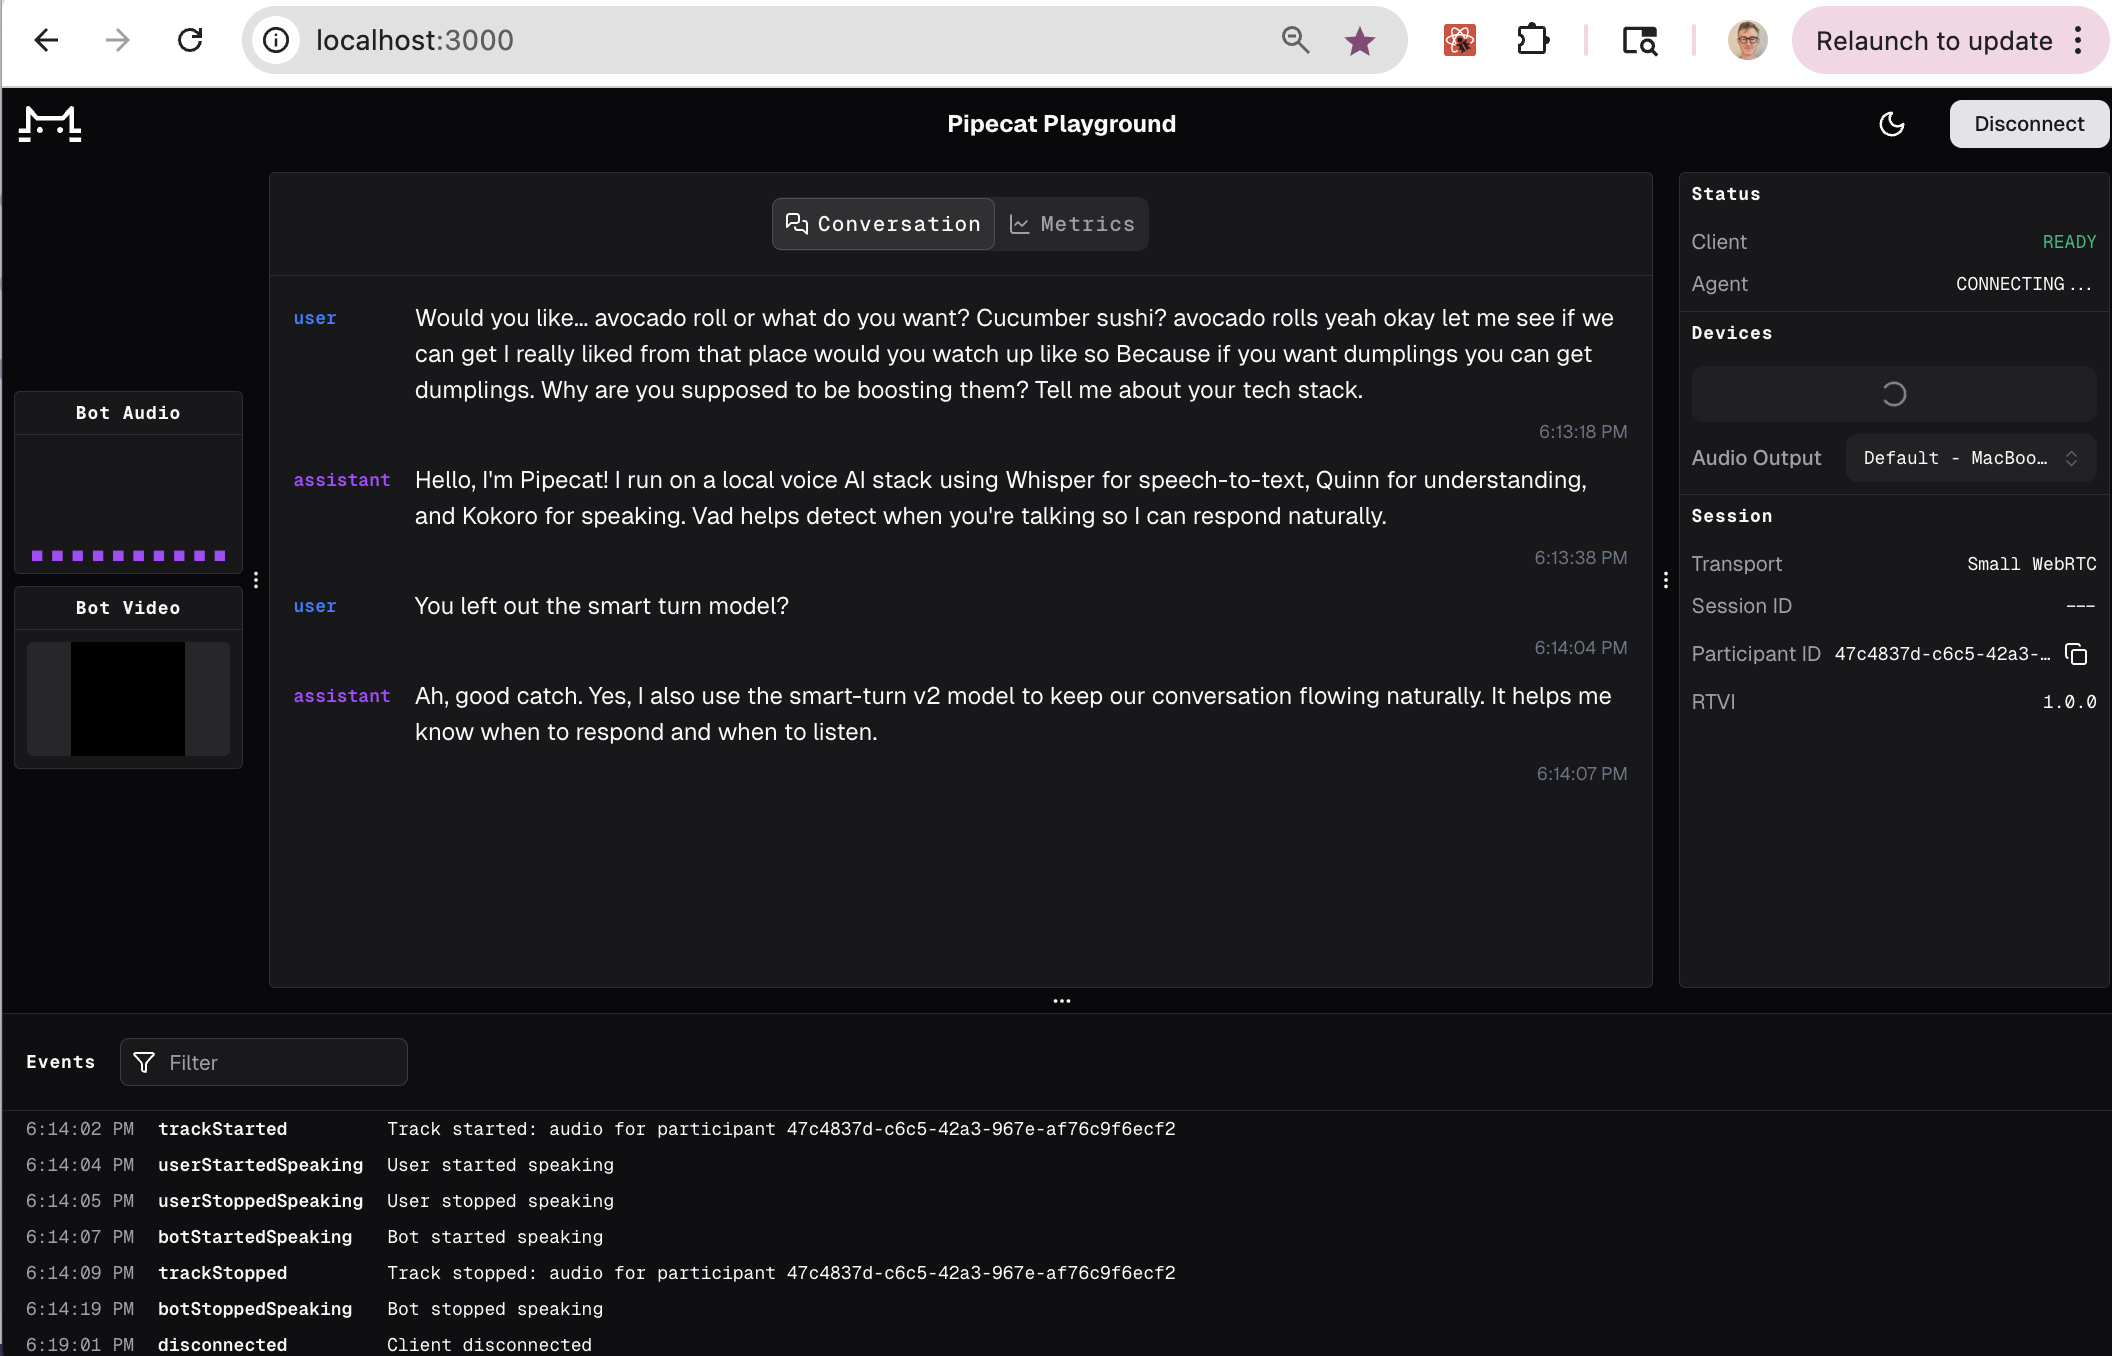 localhost:3000
Relaunch to update
Pipecat Playground
Disconnect
Conversation
Metrics
user
Would you like... avocado roll or what do you want? Cucumber sushi? avocado rolls yeah okay let me see if we
can get I really liked from that place would you watch up like so Because if you want dumplings you can get
dumplings. Why are you supposed to be boosting them? Tell me about your tech stack.
6:13:18 PM
assistant
Hello, I'm Pipecat! I run on a local voice AI stack using Whisper for speech-to-text, Quinn for understanding,
and Kokoro for speaking. Vad helps detect when you're talking so I can respond naturally.
6:13:38 PM
user
You left out the smart turn model?
6:14:04 PM
assistant
Ah, good catch. Yes, I also use the smart-turn v2 model to keep our conversation flowing naturally. It helps me
know when to respond and when to listen.
6:14:07 PM
Bot Audio
Bot Video
Status
Client READY
Agent CONNECTING...
Devices
Audio Output Default - MacBoo...
Session
Transport Small WebRTC
Session ID ---
Participant ID 47c4837d-c6c5-42a3-...
RTVI 1.0.0
Events
Filter
6:14:02 PM trackStarted Track started: audio for participant 47c4837d-c6c5-42a3-967e-af76c9f6ecf2
6:14:04 PM userStartedSpeaking User started speaking
6:14:05 PM userStoppedSpeaking User stopped speaking
6:14:07 PM botStartedSpeaking Bot started speaking
6:14:09 PM trackStopped Track stopped: audio for participant 47c4837d-c6c5-42a3-967e-af76c9f6ecf2
6:14:19 PM botStoppedSpeaking Bot stopped speaking
6:19:01 PM disconnected Client disconnected